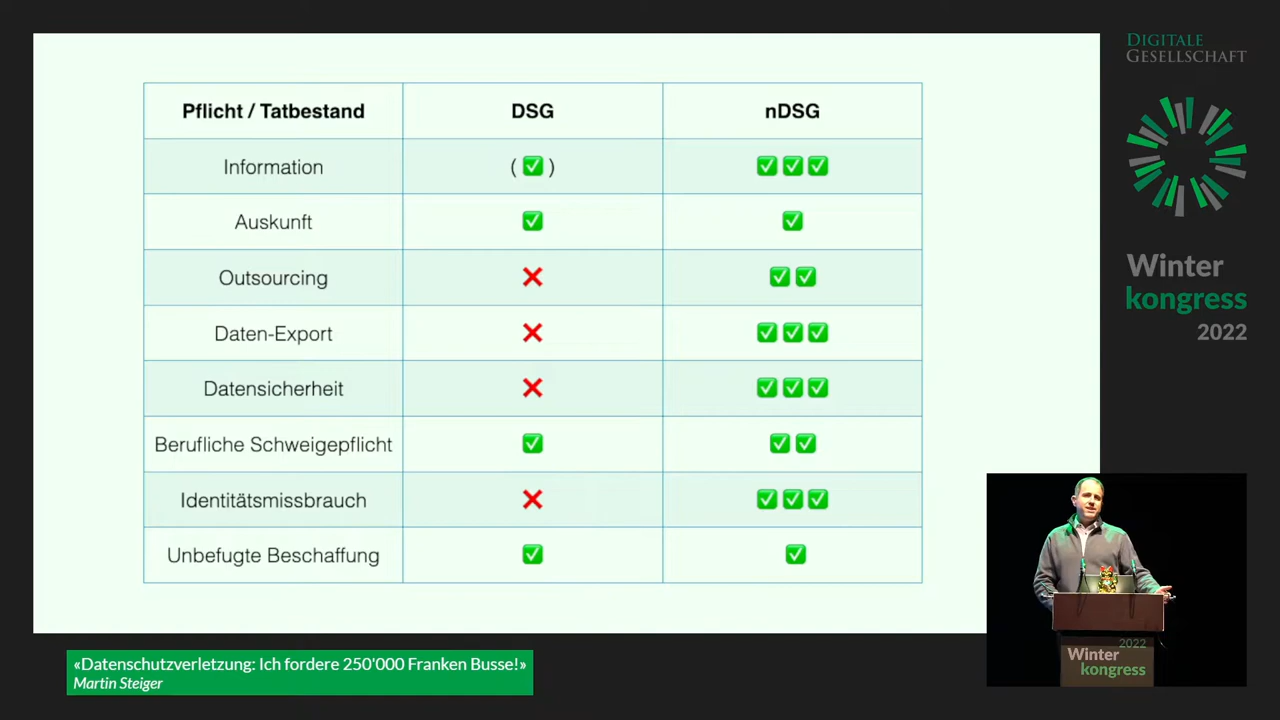 DIGITALE
GESELLSCHAFT
Winter
kongress
2022
Pflicht / Tatbestand DSG nDSG
Information (✅) ✅✅✅
Auskunft ✅ ✅
Outsourcing ❌ ✅✅
Daten-Export ❌ ✅✅✅
Datensicherheit ❌ ✅✅✅
Berufliche Schweigepflicht ✅ ✅✅
Identitätsmissbrauch ❌ ✅✅✅
Unbefugte Beschaffung ✅ ✅
2022
Winter
kongress
«Datenschutzverletzung: Ich fordere 250'000 Franken Busse!»
Martin Steiger